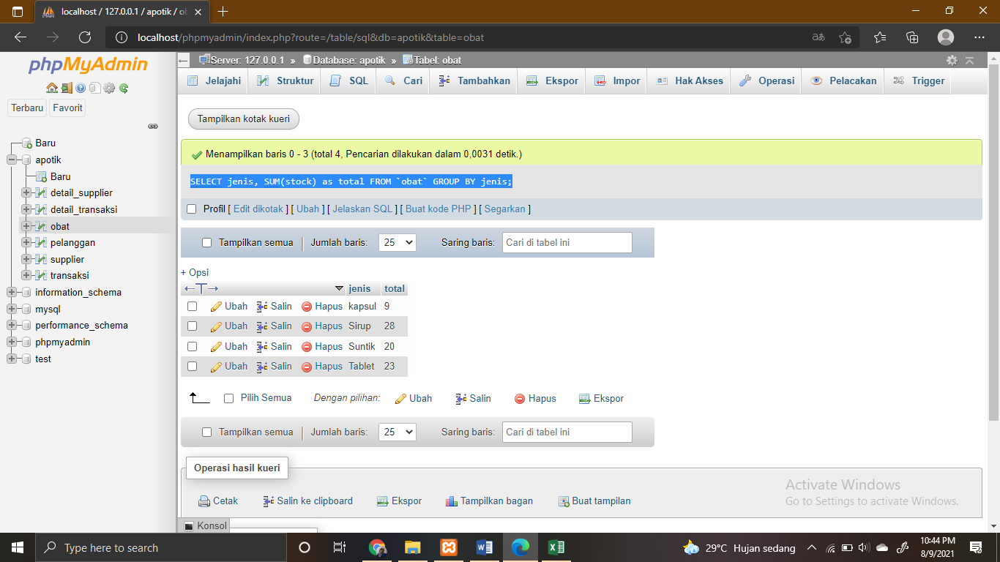 localhost / 127.0.0.1 / apotik / ob
localhost/phpmyadmin/index.php?route=/table/sql&db=apotik&table=obat
phpMyAdmin
Terbaru Favorit
Baru
apotik
Baru
detail_supplier
detail_transaksi
obat
pelanggan
supplier
transaksi
information_schema
mysql
performance_schema
phpmyadmin
test
Server: 127.0.0.1 » Database: apotik » Tabel: obat
Jelajahi Struktur SQL Cari Tambahkan Ekspor Impor Hak Akses Operasi Pelacakan Trigger
Tampilkan kotak kueri
Menampilkan baris 0 - 3 (total 4, Pencarian dilakukan dalam 0,0031 detik.)
SELECT jenis, SUM(stock) as total FROM `obat` GROUP BY jenis;
Profil [ Edit dikotak ] [ Ubah ] [ Jelaskan SQL ] [ Buat kode PHP ] [ Segarkan ]
Tampilkan semua | Jumlah baris: 25 Saring baris: Cari di tabel ini
+ Opsi
jenis total
Ubah Salin Hapus kapsul 9
Ubah Salin Hapus Sirup 28
Ubah Salin Hapus Suntik 20
Ubah Salin Hapus Tablet 23
Pilih Semua Dengan pilihan: Ubah Salin Hapus Ekspor
Tampilkan semua | Jumlah baris: 25 Saring baris: Cari di tabel ini
Operasi hasil kueri
Cetak Salin ke clipboard Ekspor Tampilkan bagan Buat tampilan
Activate Windows
Go to Settings to activate Windows.
Konsol
Type here to search
29°C Hujan sedang
10:44 PM
8/9/2021